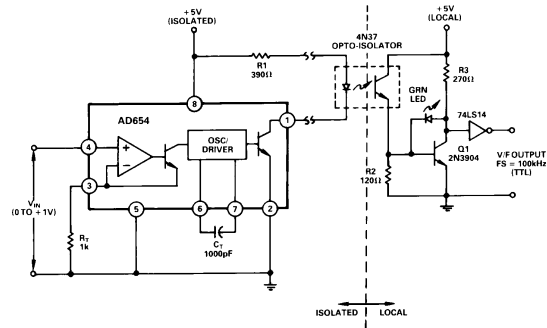 +5V
(ISOLATED)
+5V
(LOCAL)
4N37
OPTO-ISOLATOR
R1
390Ω
R3
270Ω
GRN
LED
74LS14
8
AD654
1
OSC/
DRIVER
4
+
−
3
Q1
2N3904
V/F OUTPUT
FS = 100kHz
(TTL)
R2
120Ω
VIN
(0 TO +1V)
RT
1k
5
6
7
2
CT
1000pF
ISOLATED
LOCAL